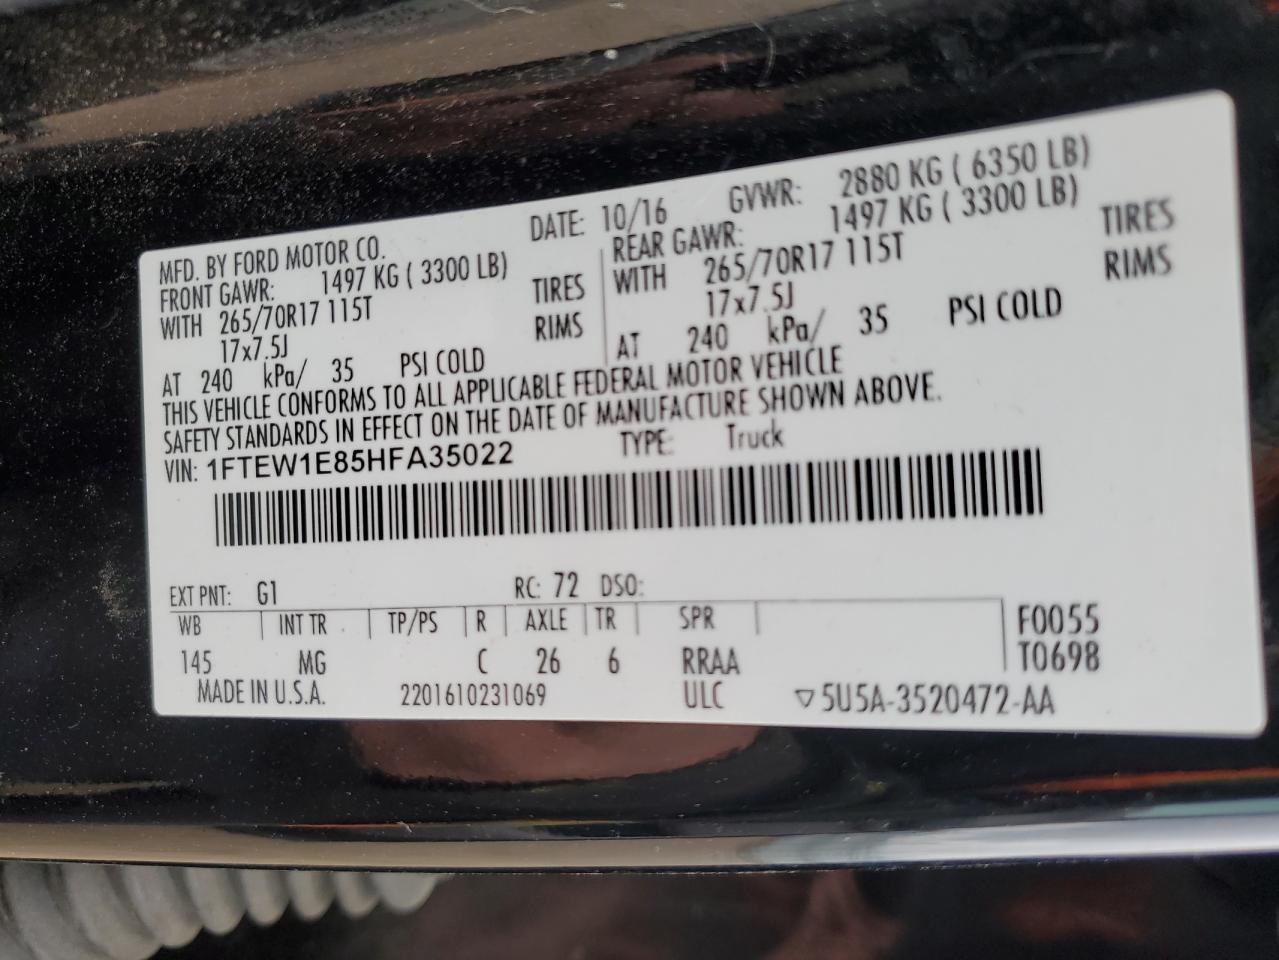 MFD. BY FORD MOTOR CO. DATE: 10/16 GVWR: 2880 KG ( 6350 LB)
FRONT GAWR: 1497 KG ( 3300 LB) REAR GAWR: 1497 KG ( 3300 LB)
WITH 265/70R17 115T TIRES WITH 265/70R17 115T TIRES
17x7.5J RIMS 17x7.5J RIMS
AT 240 kPa/ 35 PSI COLD AT 240 kPa/ 35 PSI COLD
THIS VEHICLE CONFORMS TO ALL APPLICABLE FEDERAL MOTOR VEHICLE
SAFETY STANDARDS IN EFFECT ON THE DATE OF MANUFACTURE SHOWN ABOVE.
VIN: 1FTEW1E85HFA35022 TYPE: Truck
EXT PNT: G1 RC: 72 DSO:
WB INT TR TP/PS R AXLE TR SPR F0055
145 MG C 26 6 RRAA T0698
MADE IN U.S.A. 2201610231069 ULC ▽5U5A-3520472-AA